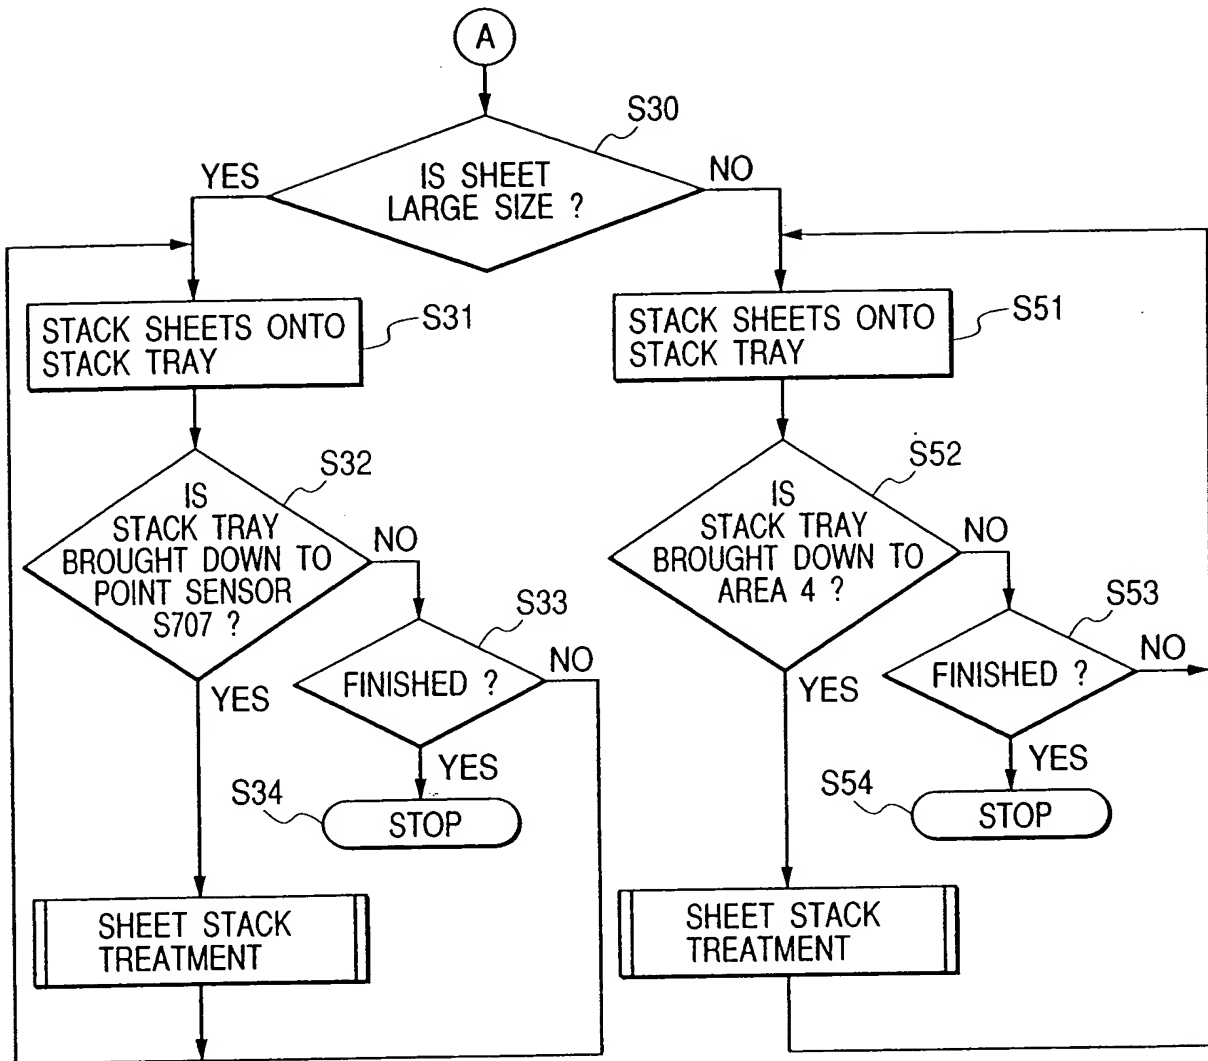 A
S30
YES
NO
IS SHEET
LARGE SIZE ?
STACK SHEETS ONTO
STACK TRAY
S31
STACK SHEETS ONTO
STACK TRAY
S51
S32
IS
STACK TRAY
BROUGHT DOWN TO
POINT SENSOR
S707 ?
NO
YES
S33
FINISHED ?
NO
YES
S34
STOP
SHEET STACK
TREATMENT
S52
IS
STACK TRAY
BROUGHT DOWN TO
AREA 4 ?
NO
YES
S53
FINISHED ?
NO
YES
S54
STOP
SHEET STACK
TREATMENT